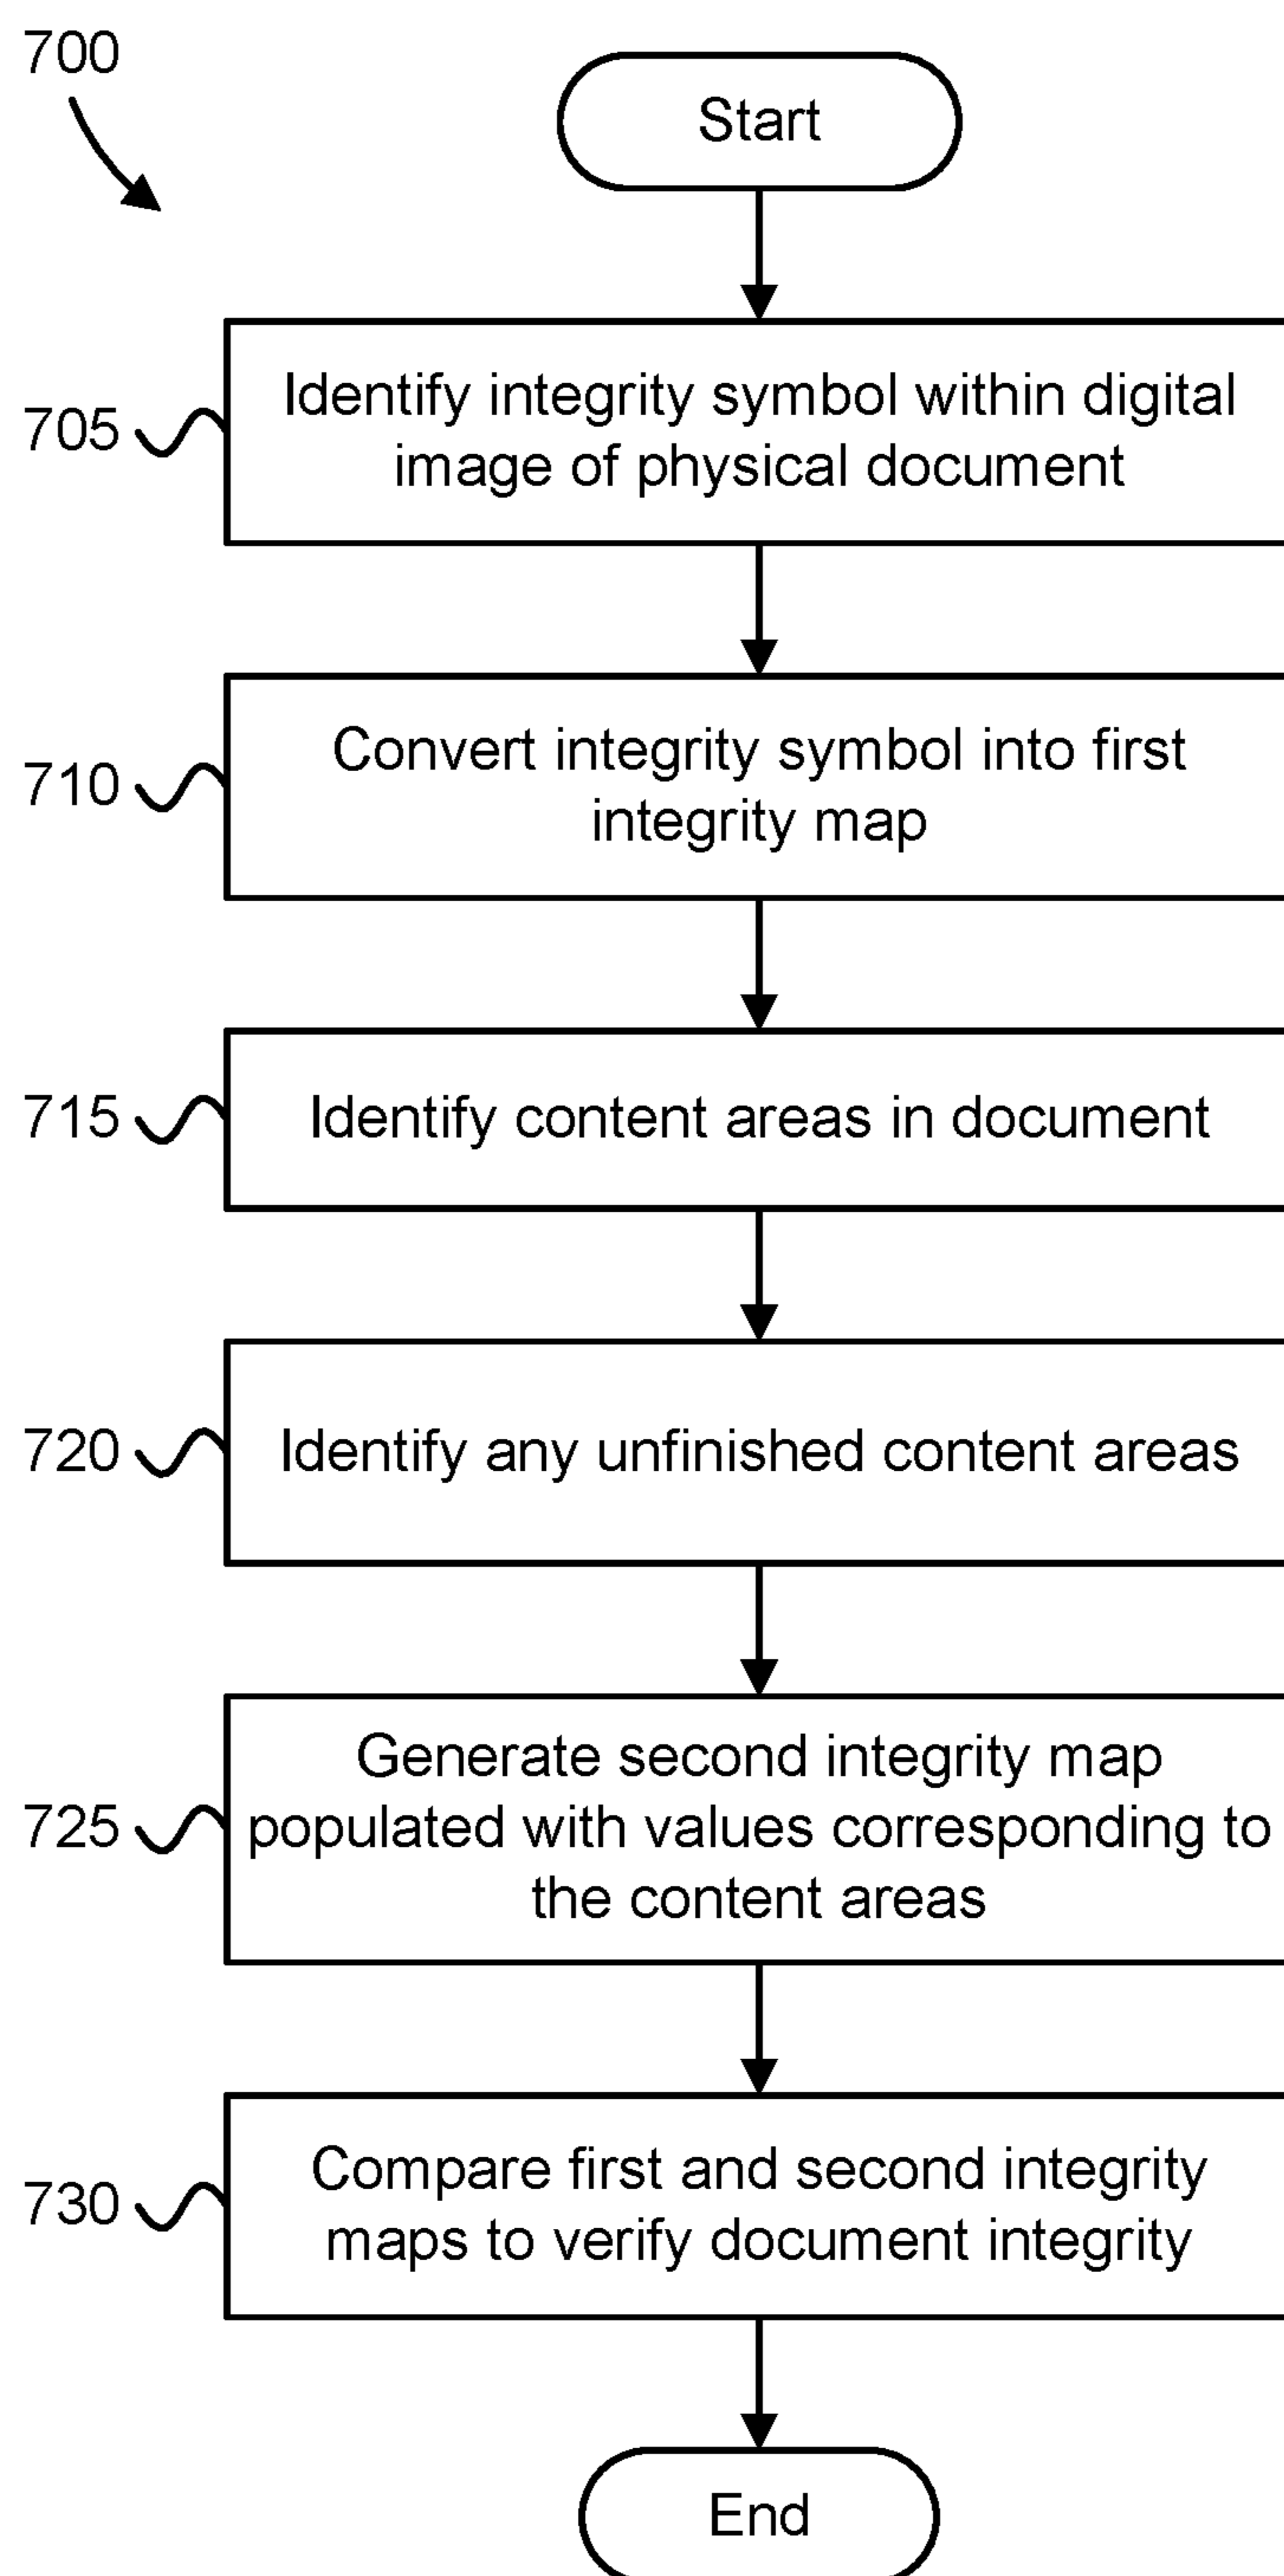 700
Start
705
Identify integrity symbol within digital
image of physical document
710
Convert integrity symbol into first
integrity map
715
Identify content areas in document
720
Identify any unfinished content areas
725
Generate second integrity map
populated with values corresponding to
the content areas
730
Compare first and second integrity
maps to verify document integrity
End